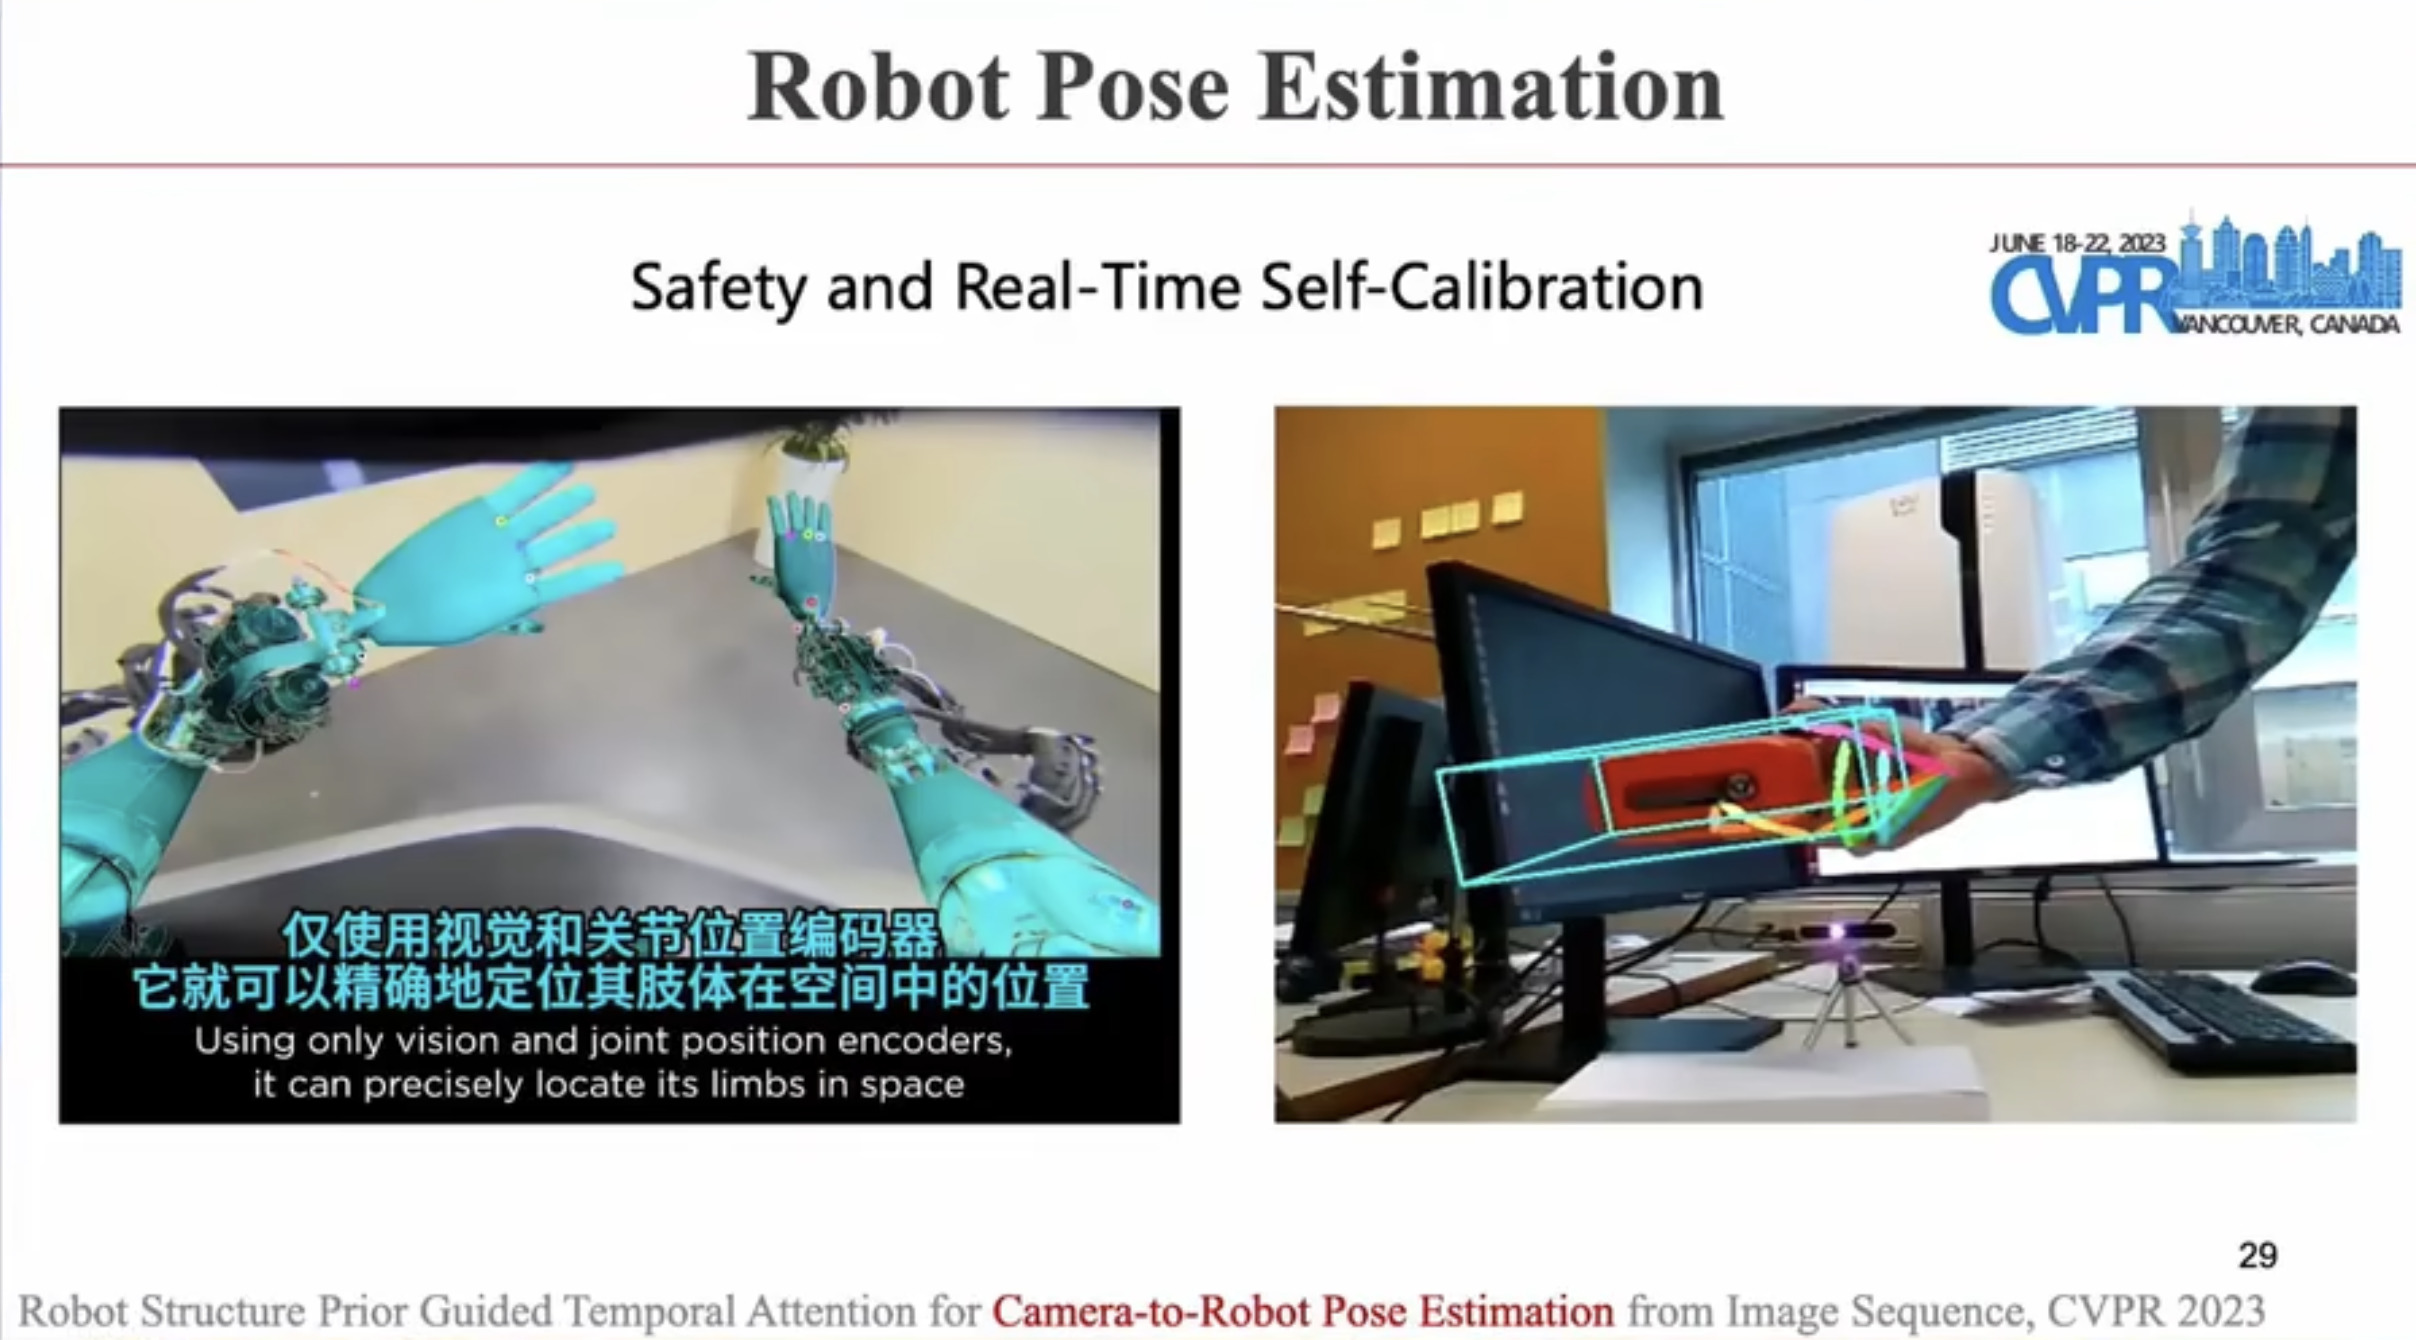 Robot Pose Estimation
Safety and Real-Time Self-Calibration
JUNE 18-22, 2023
CVPR
VANCOUVER, CANADA
仅使用视觉和关节位置编码器
它就可以精确地定位其肢体在空间中的位置
Using only vision and joint position encoders,
it can precisely locate its limbs in space
29
Robot Structure Prior Guided Temporal Attention for Camera-to-Robot Pose Estimation from Image Sequence, CVPR 2023